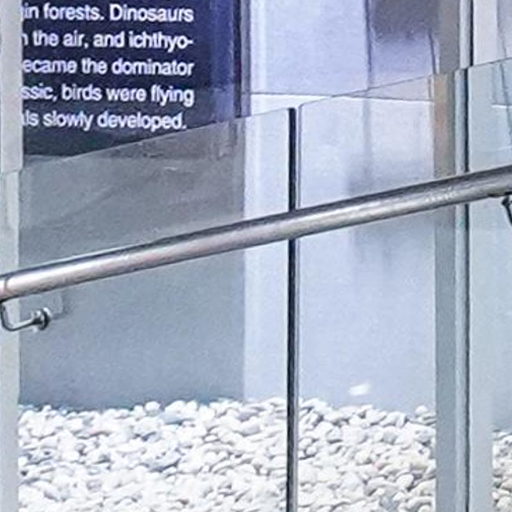 in forests. Dinosaurs
the air, and ichthyo-
ecame the dominator
ssic, birds were flying
ls slowly developed.